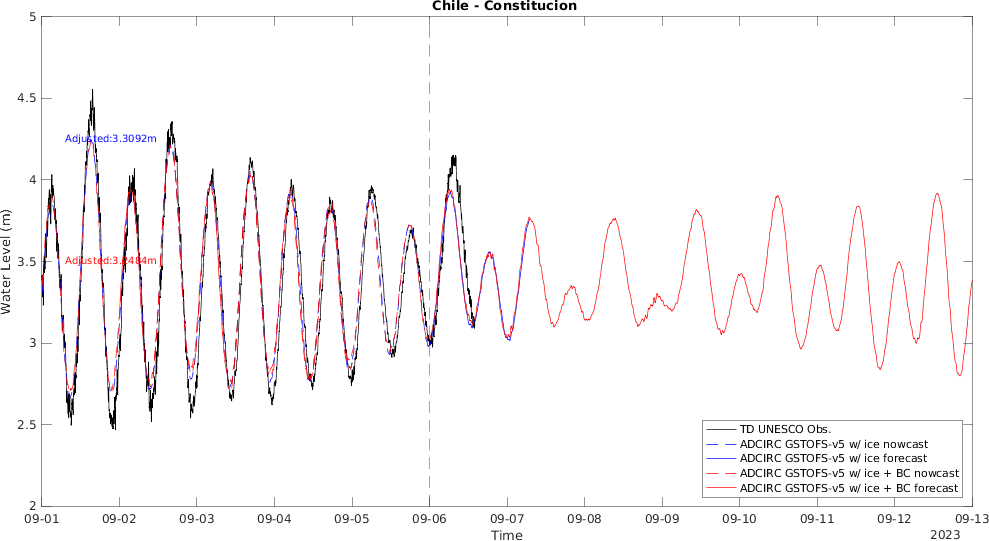 Chile - Constitucion
5
4.5
4
3.5
3
2.5
2
Water Level (m)
Adjusted:3.3092m
Adjusted:3.2484m
TD UNESCO Obs.
ADCIRC GSTOFS-v5 w/ ice nowcast
ADCIRC GSTOFS-v5 w/ ice forecast
ADCIRC GSTOFS-v5 w/ ice + BC nowcast
ADCIRC GSTOFS-v5 w/ ice + BC forecast
09-01 09-02 09-03 09-04 09-05 09-06 09-07 09-08 09-09 09-10 09-11 09-12 09-13
Time
2023